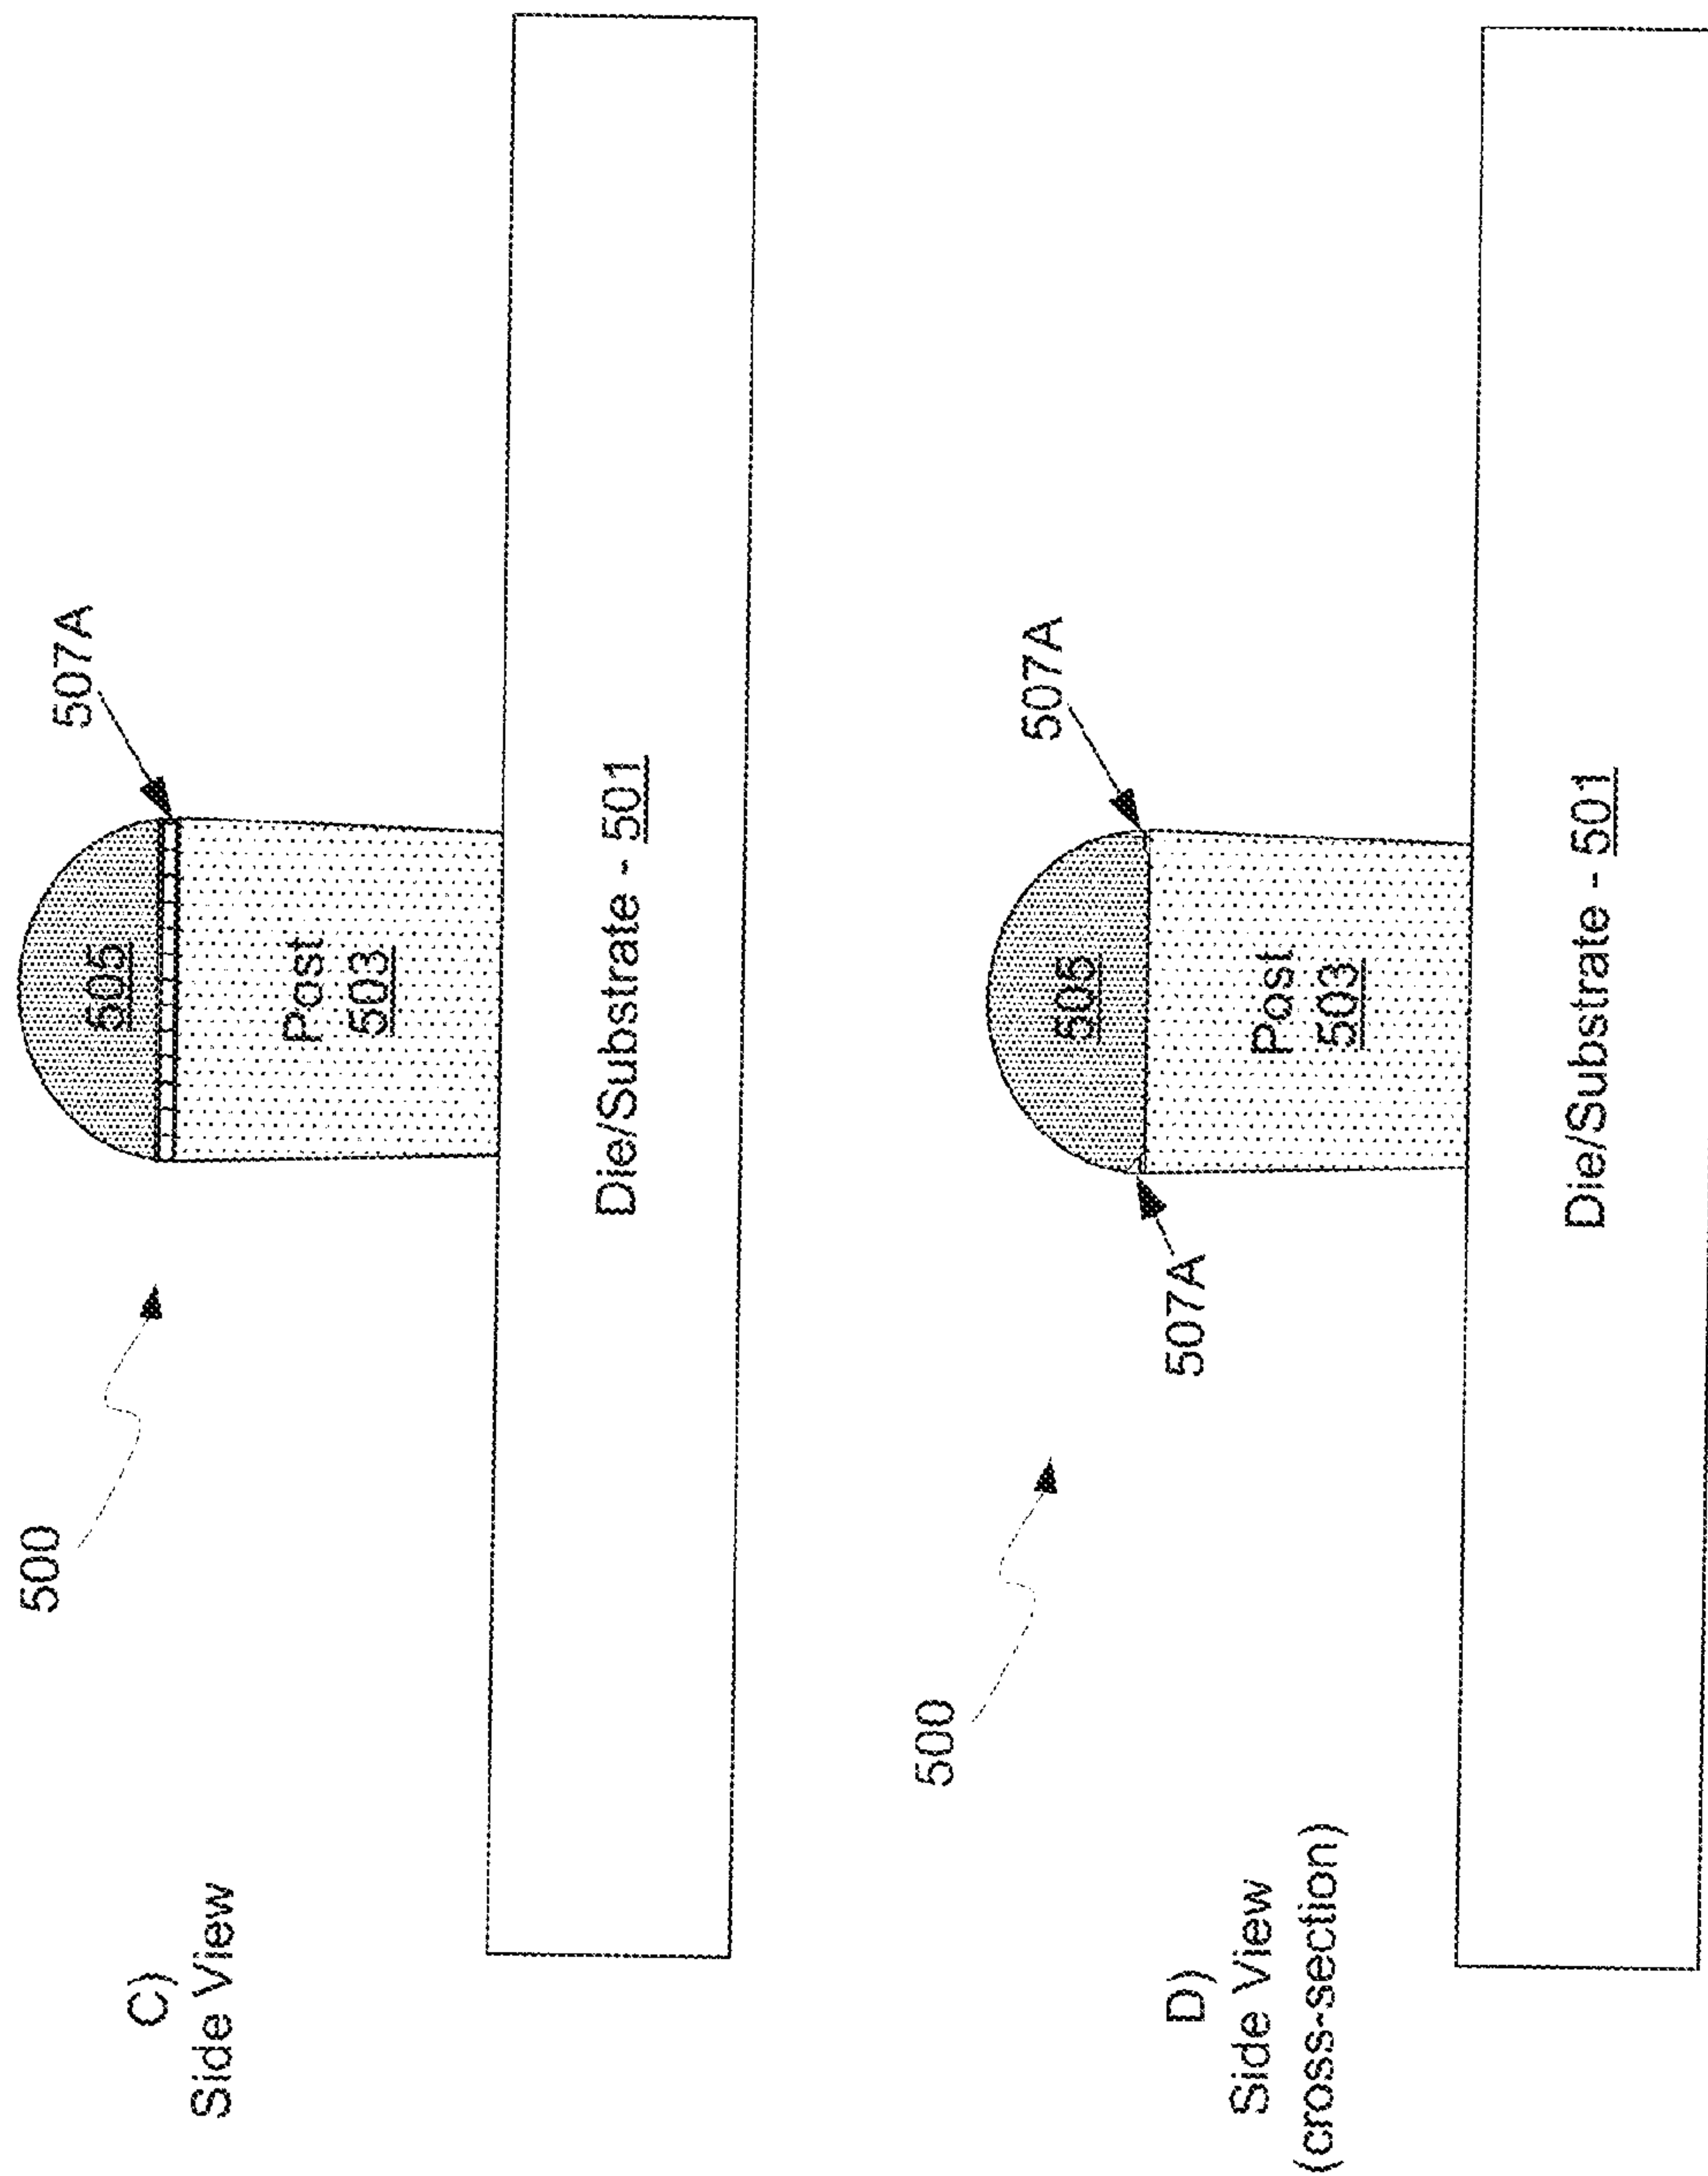 C)
Side View
500
507A
505
Post
503
Die/Substrate - 501
D)
Side View
(cross-section)
500
507A
507A
505
Post
503
Die/Substrate - 501